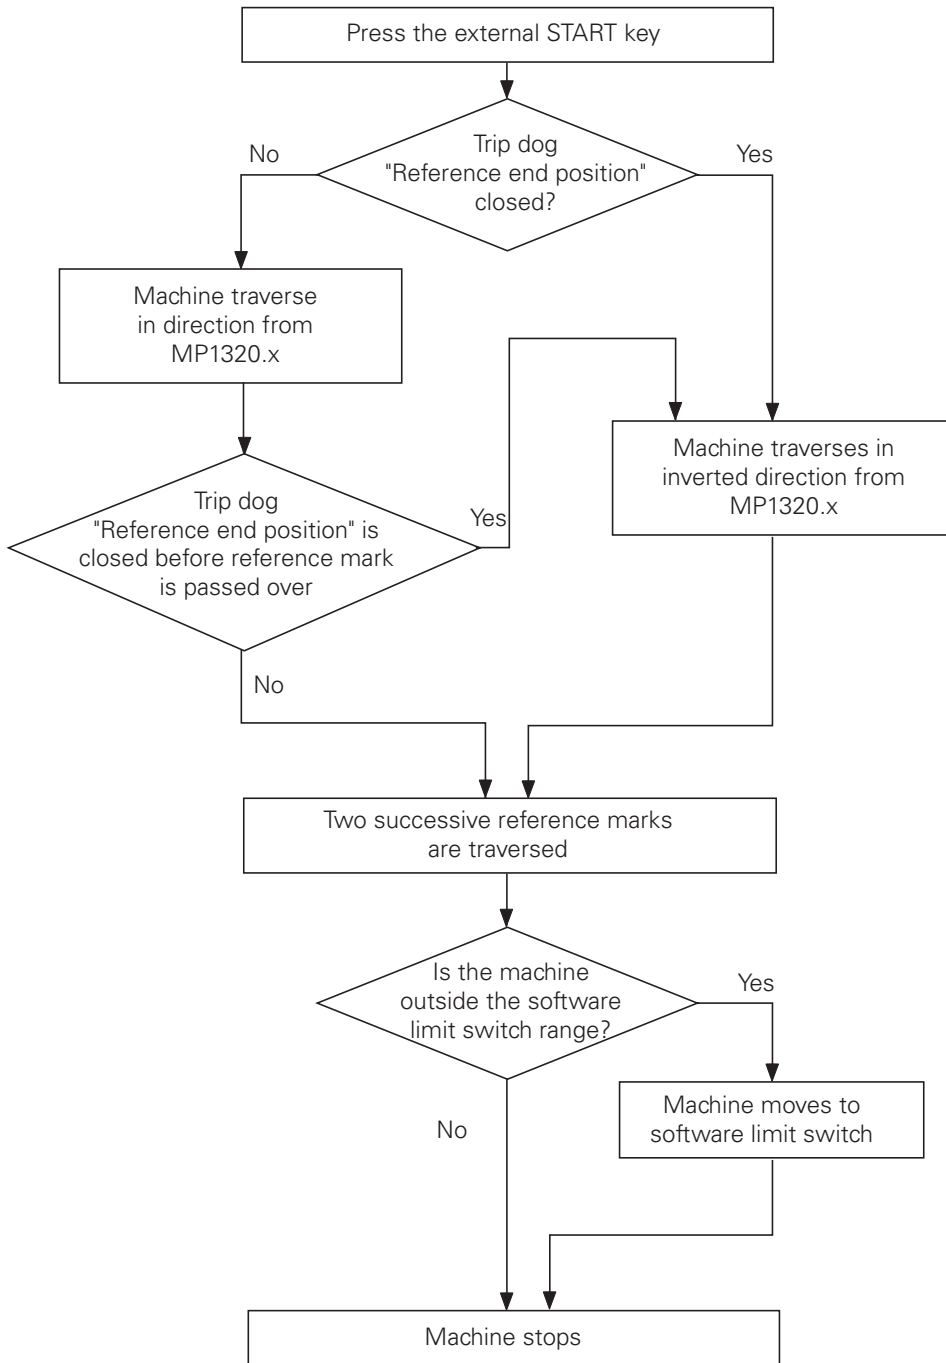 Press the external START key
Trip dog
"Reference end position"
closed?
No
Yes
Machine traverse
in direction from
MP1320.x
Machine traverses in
inverted direction from
MP1320.x
Trip dog
"Reference end position" is
closed before reference mark
is passed over
Yes
No
Two successive reference marks
are traversed
Is the machine
outside the software
limit switch range?
Yes
No
Machine moves to
software limit switch
Machine stops